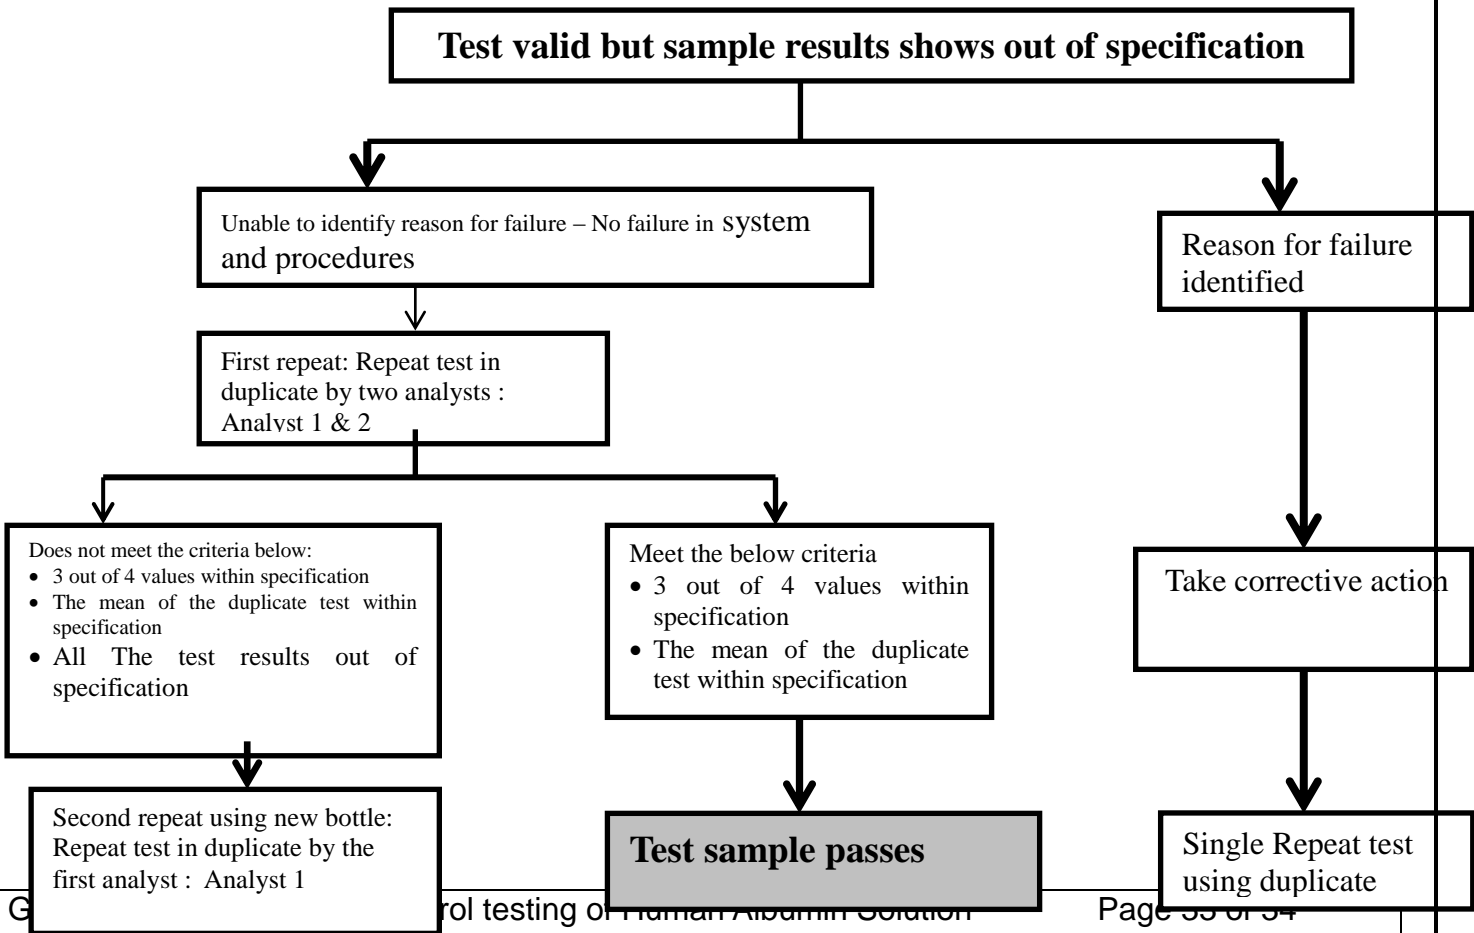 Test valid but sample results shows out of specification
Unable to identify reason for failure – No failure in system
and procedures
Reason for failure
identified
First repeat: Repeat test in
duplicate by two analysts :
Analyst 1 & 2
Does not meet the criteria below:
• 3 out of 4 values within specification
• The mean of the duplicate test within
specification
• All The test results out of
specification
Meet the below criteria
• 3 out of 4 values within
specification
• The mean of the duplicate
test within specification
Take corrective action
Second repeat using new bottle:
Repeat test in duplicate by the
first analyst : Analyst 1
Test sample passes
Single Repeat test
using duplicate
G rol testing of Human Albumin Solution Page 33 of 34